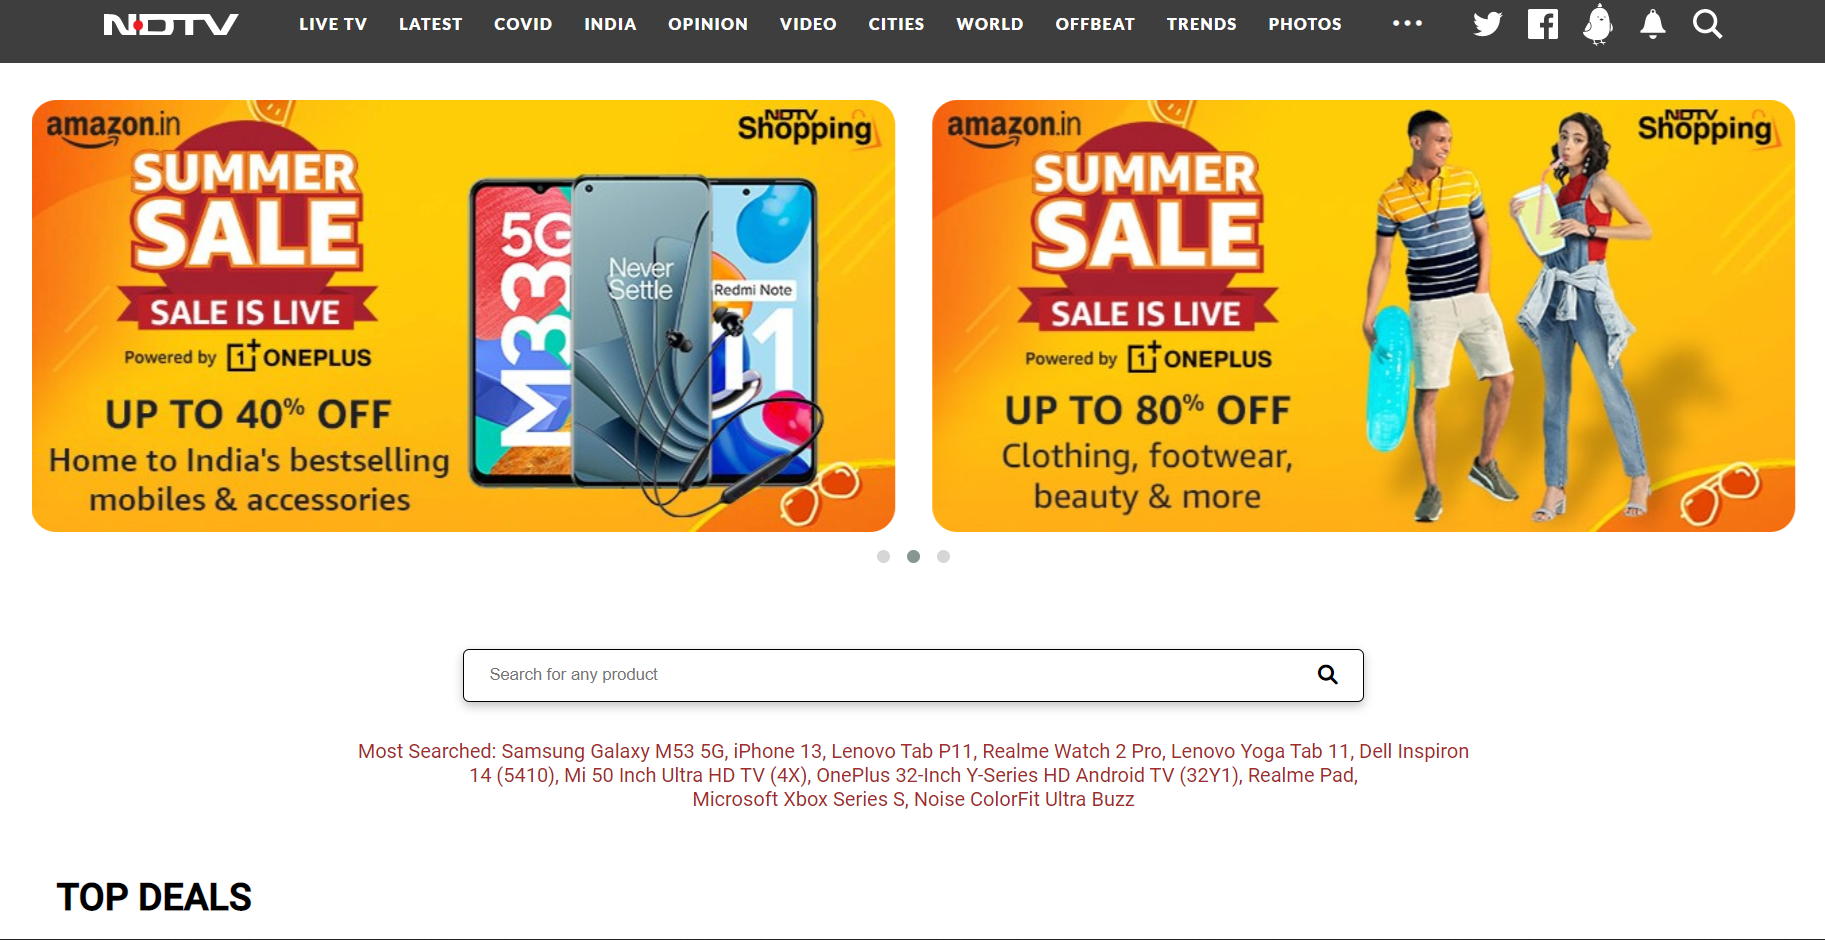 NDTV LIVE TV LATEST COVID INDIA OPINION VIDEO CITIES WORLD OFFBEAT TRENDS PHOTOS
amazon.in
NDTV
Shopping
SUMMER
SALE
SALE IS LIVE
Powered by 1+ ONEPLUS
UP TO 40% OFF
Home to India's bestselling
mobiles & accessories
M33 5G
Never
Settle
Redmi Note
11
amazon.in
NDTV
Shopping
SUMMER
SALE
SALE IS LIVE
Powered by 1+ ONEPLUS
UP TO 80% OFF
Clothing, footwear,
beauty & more
Search for any product
Most Searched: Samsung Galaxy M53 5G, iPhone 13, Lenovo Tab P11, Realme Watch 2 Pro, Lenovo Yoga Tab 11, Dell Inspiron
14 (5410), Mi 50 Inch Ultra HD TV (4X), OnePlus 32-Inch Y-Series HD Android TV (32Y1), Realme Pad,
Microsoft Xbox Series S, Noise ColorFit Ultra Buzz
TOP DEALS